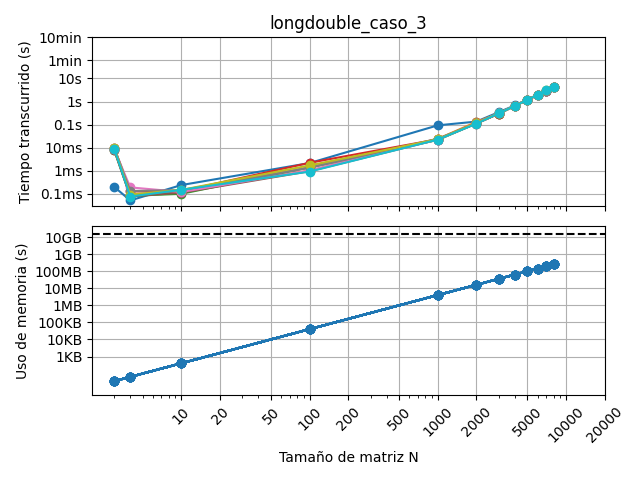 longdouble_caso_3
Tiempo transcurrido (s)
10min
1min
10s
1s
0.1s
10ms
1ms
0.1ms
Uso de memoria (s)
10GB
1GB
100MB
10MB
1MB
100KB
10KB
1KB
10
20
50
100
200
500
1000
2000
5000
10000
20000
Tamaño de matriz N